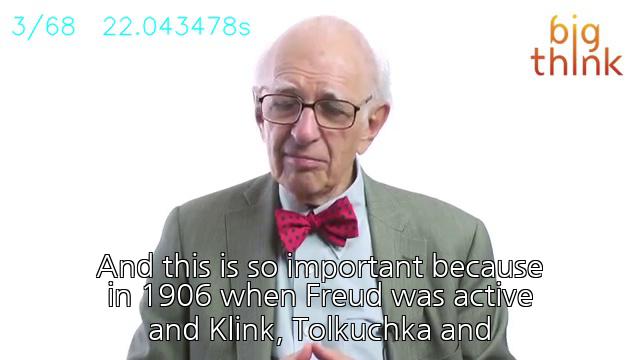 3/68 22.043478s
big
think
And this is so important because
in 1906 when Freud was active
and Klink, Tolkuchka and